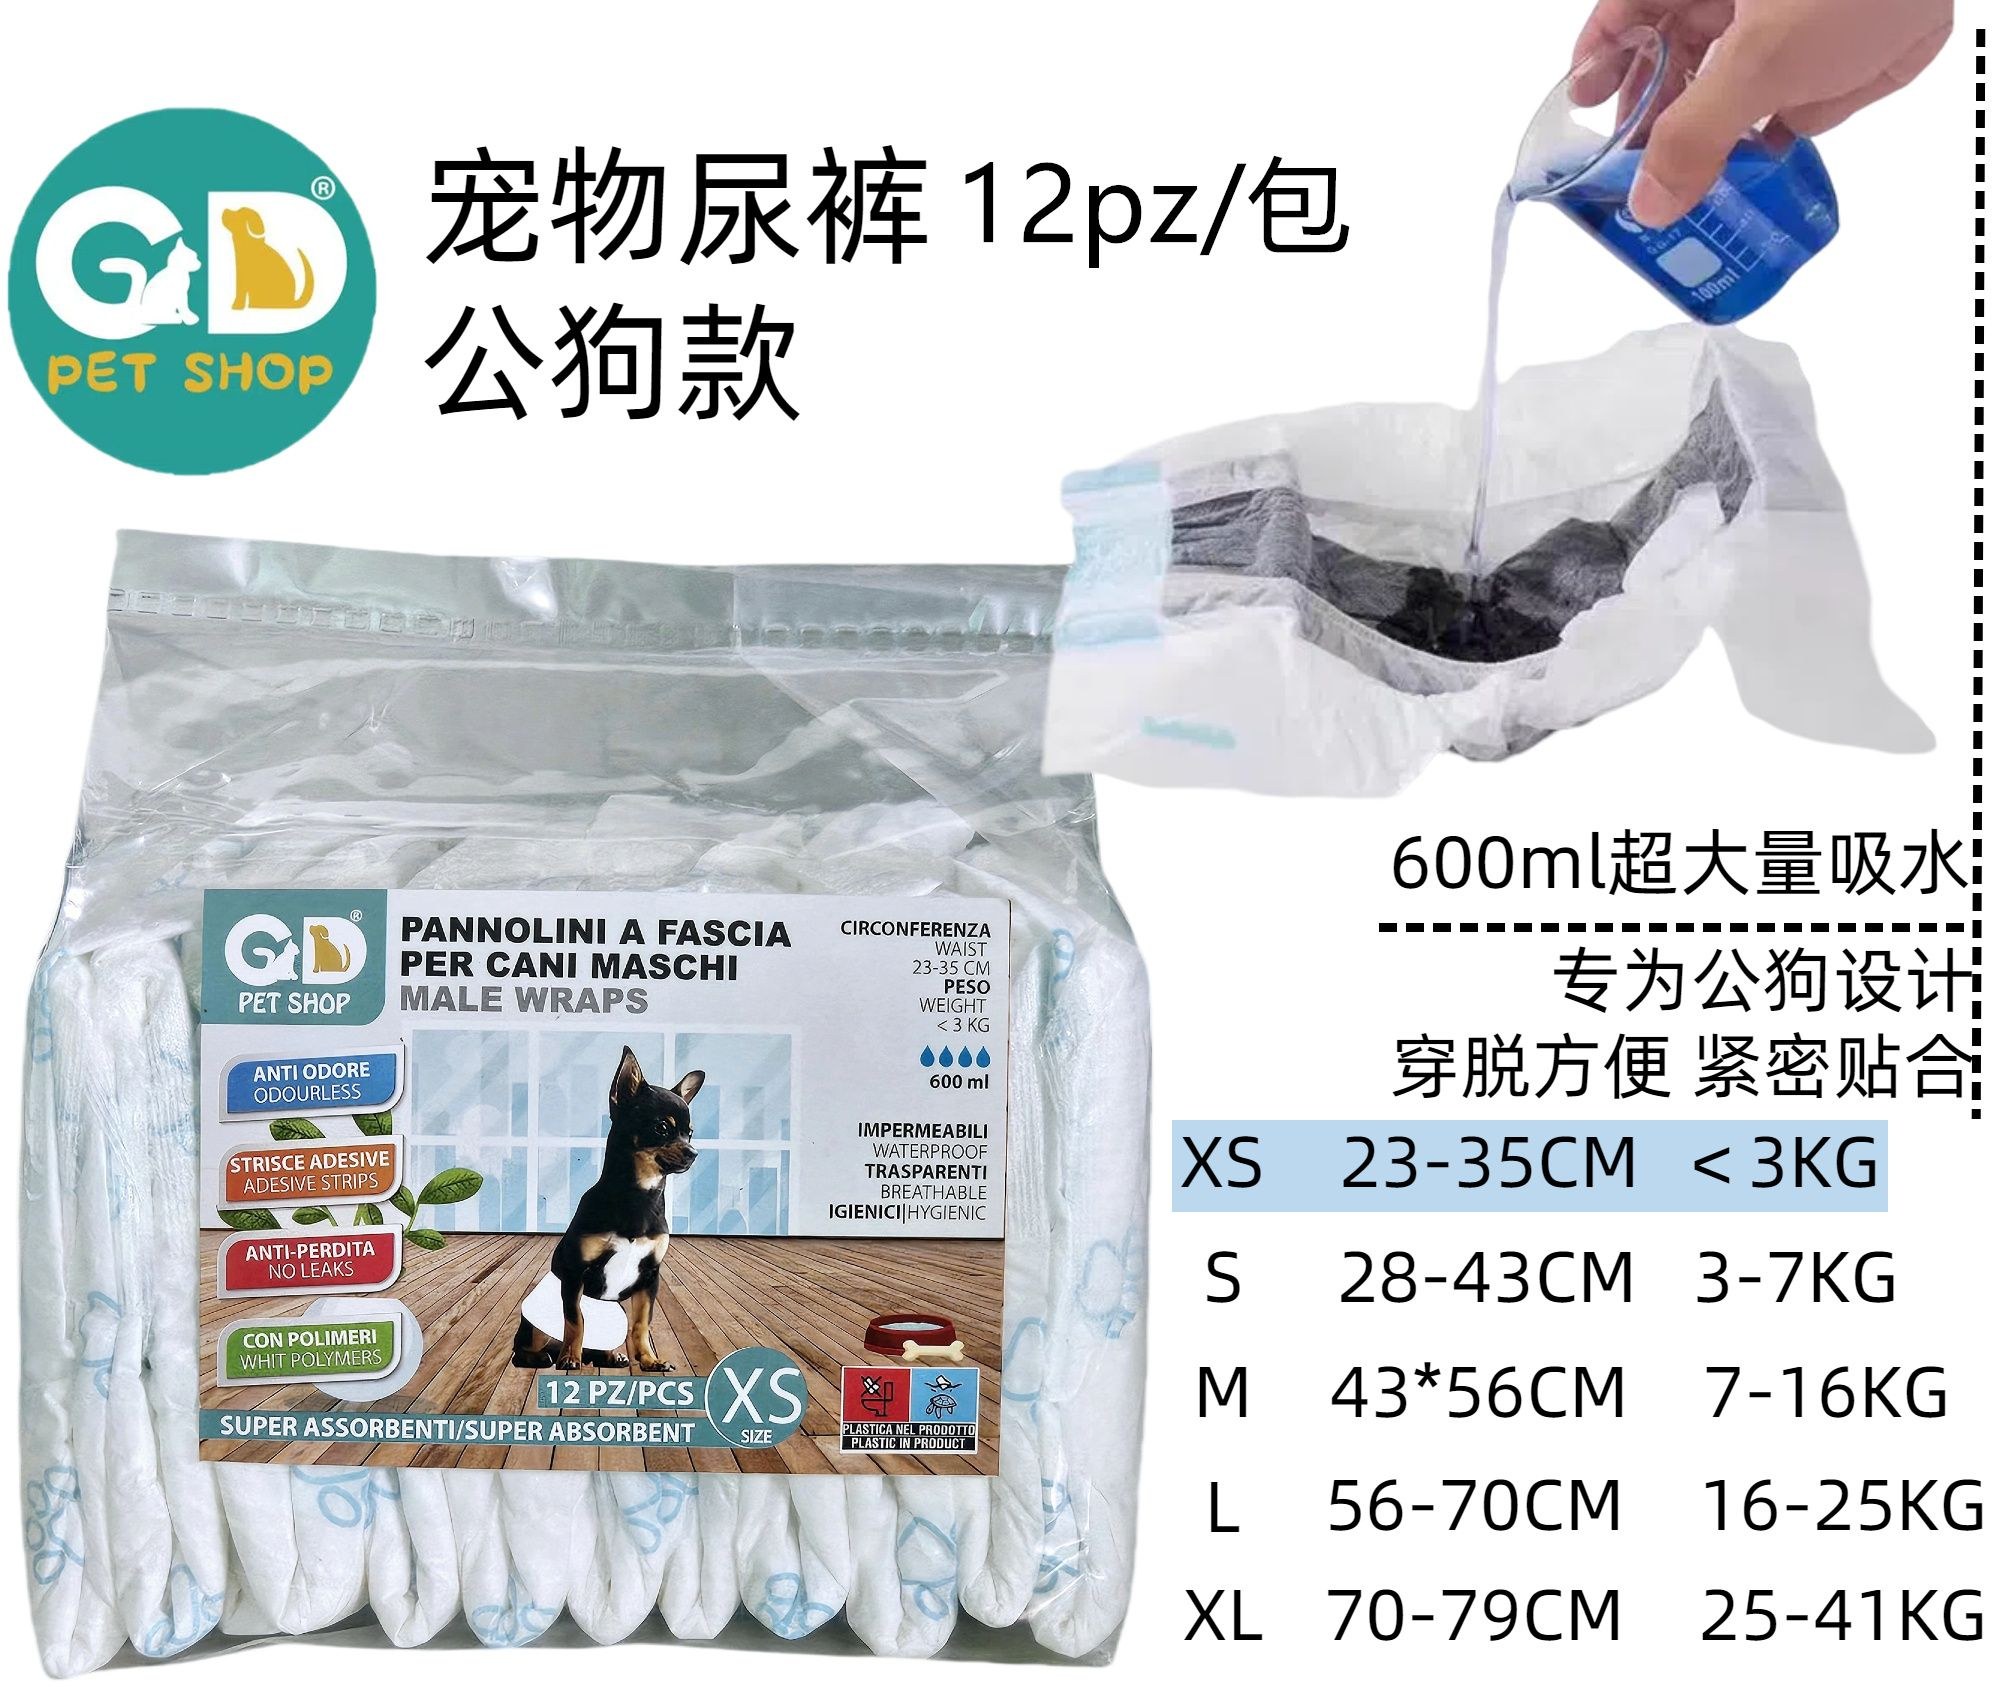 GD®
PET SHOP
宠物尿裤 12pz/包
公狗款
GG-17
100ml
600ml超大量吸水
专为公狗设计
穿脱方便 紧密贴合
XS 23-35CM < 3KG
S 28-43CM 3-7KG
M 43*56CM 7-16KG
L 56-70CM 16-25KG
XL 70-79CM 25-41KG
GD®
PET SHOP
PANNOLINI A FASCIA
PER CANI MASCHI
MALE WRAPS
CIRCONFERENZA
WAIST
23-35 CM
PESO
WEIGHT
< 3 KG
600 ml
ANTI ODORE
ODOURLESS
STRISCE ADESIVE
ADESIVE STRIPS
ANTI-PERDITA
NO LEAKS
CON POLIMERI
WHIT POLYMERS
IMPERMEABILI
WATERPROOF
TRASPARENTI
BREATHABLE
IGIENICI|HYGIENIC
12 PZ/PCS
XS
SIZE
SUPER ASSORBENTI/SUPER ABSORBENT
PLASTICA NEL PRODOTTO
PLASTIC IN PRODUCT